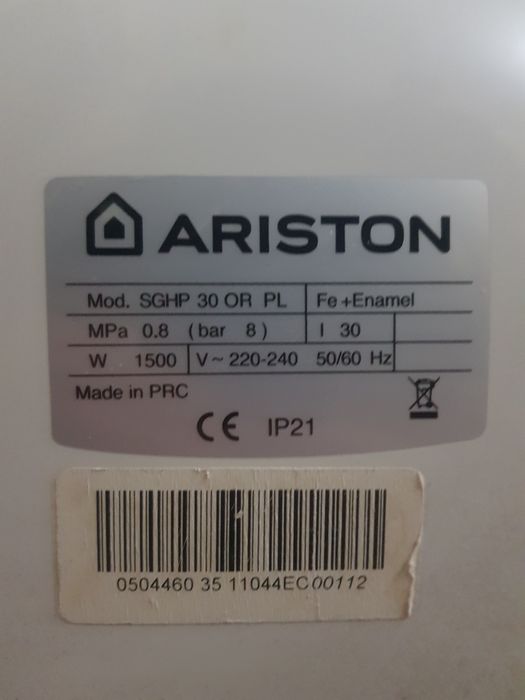 ARISTON
Mod. SGHP 30 OR PL Fe+Enamel
MPa 0.8 (bar 8) l 30
W 1500 V~220-240 50/60 Hz
Made in PRC
CE IP21
0504460 35 11044EC00112